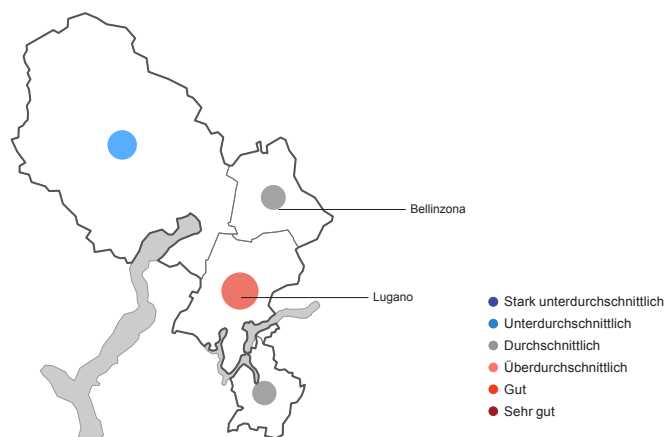 Bellinzona
Lugano
Stark unterdurchschnittlich
Unterdurchschnittlich
Durchschnittlich
Überdurchschnittlich
Gut
Sehr gut